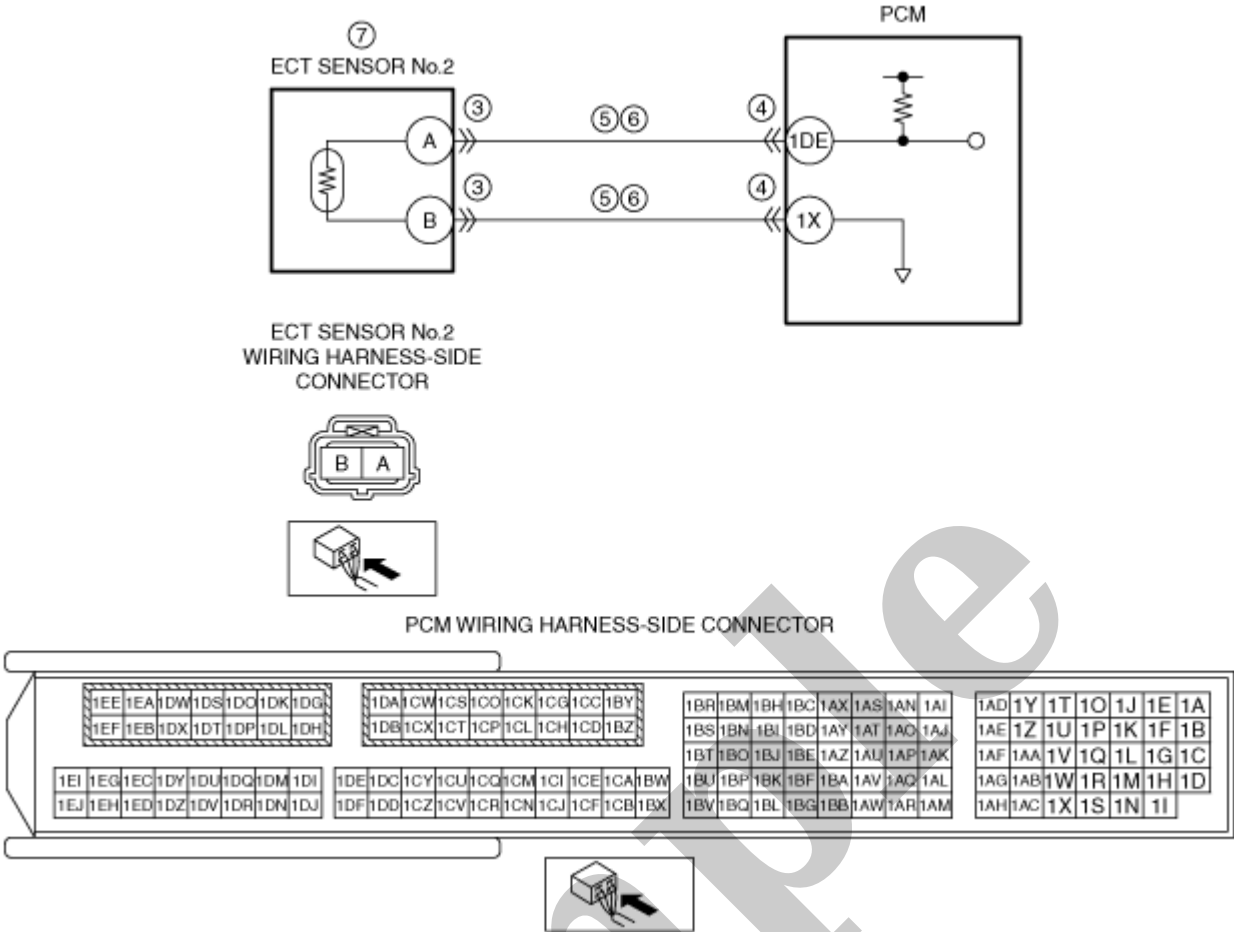 PCM
⑦
ECT SENSOR No.2
③ ⑤⑥ ④
A 1DE
③ ⑤⑥ ④
B 1X
ECT SENSOR No.2
WIRING HARNESS-SIDE
CONNECTOR
B A
PCM WIRING HARNESS-SIDE CONNECTOR
1EE 1EA 1DW 1DS 1DO 1DK 1DG 1DA 1CW 1CS 1CO 1CK 1CG 1CC 1BY 1BR 1BM 1BH 1BC 1AX 1AS 1AN 1AI 1AD 1Y 1T 1O 1J 1E 1A
1EF 1EB 1DX 1DT 1DP 1DL 1DH 1DB 1CX 1CT 1CP 1CL 1CH 1CD 1BZ 1BS 1BN 1BI 1BD 1AY 1AT 1AO 1AJ 1AE 1Z 1U 1P 1K 1F 1B
1BT 1BO 1BJ 1BE 1AZ 1AU 1AP 1AK 1AF 1AA 1V 1Q 1L 1G 1C
1EI 1EG 1EC 1DY 1DU 1DQ 1DM 1DI 1DE 1DC 1CY 1CU 1CQ 1CM 1CI 1CE 1CA 1BW 1BU 1BP 1BK 1BF 1BA 1AV 1AQ 1AL 1AG 1AB 1W 1R 1M 1H 1D
1EJ 1EH 1ED 1DZ 1DV 1DR 1DN 1DJ 1DF 1DD 1CZ 1CV 1CR 1CN 1CJ 1CF 1CB 1BX 1BV 1BQ 1BL 1BG 1BB 1AW 1AR 1AM 1AH 1AC 1X 1S 1N 1I
ple